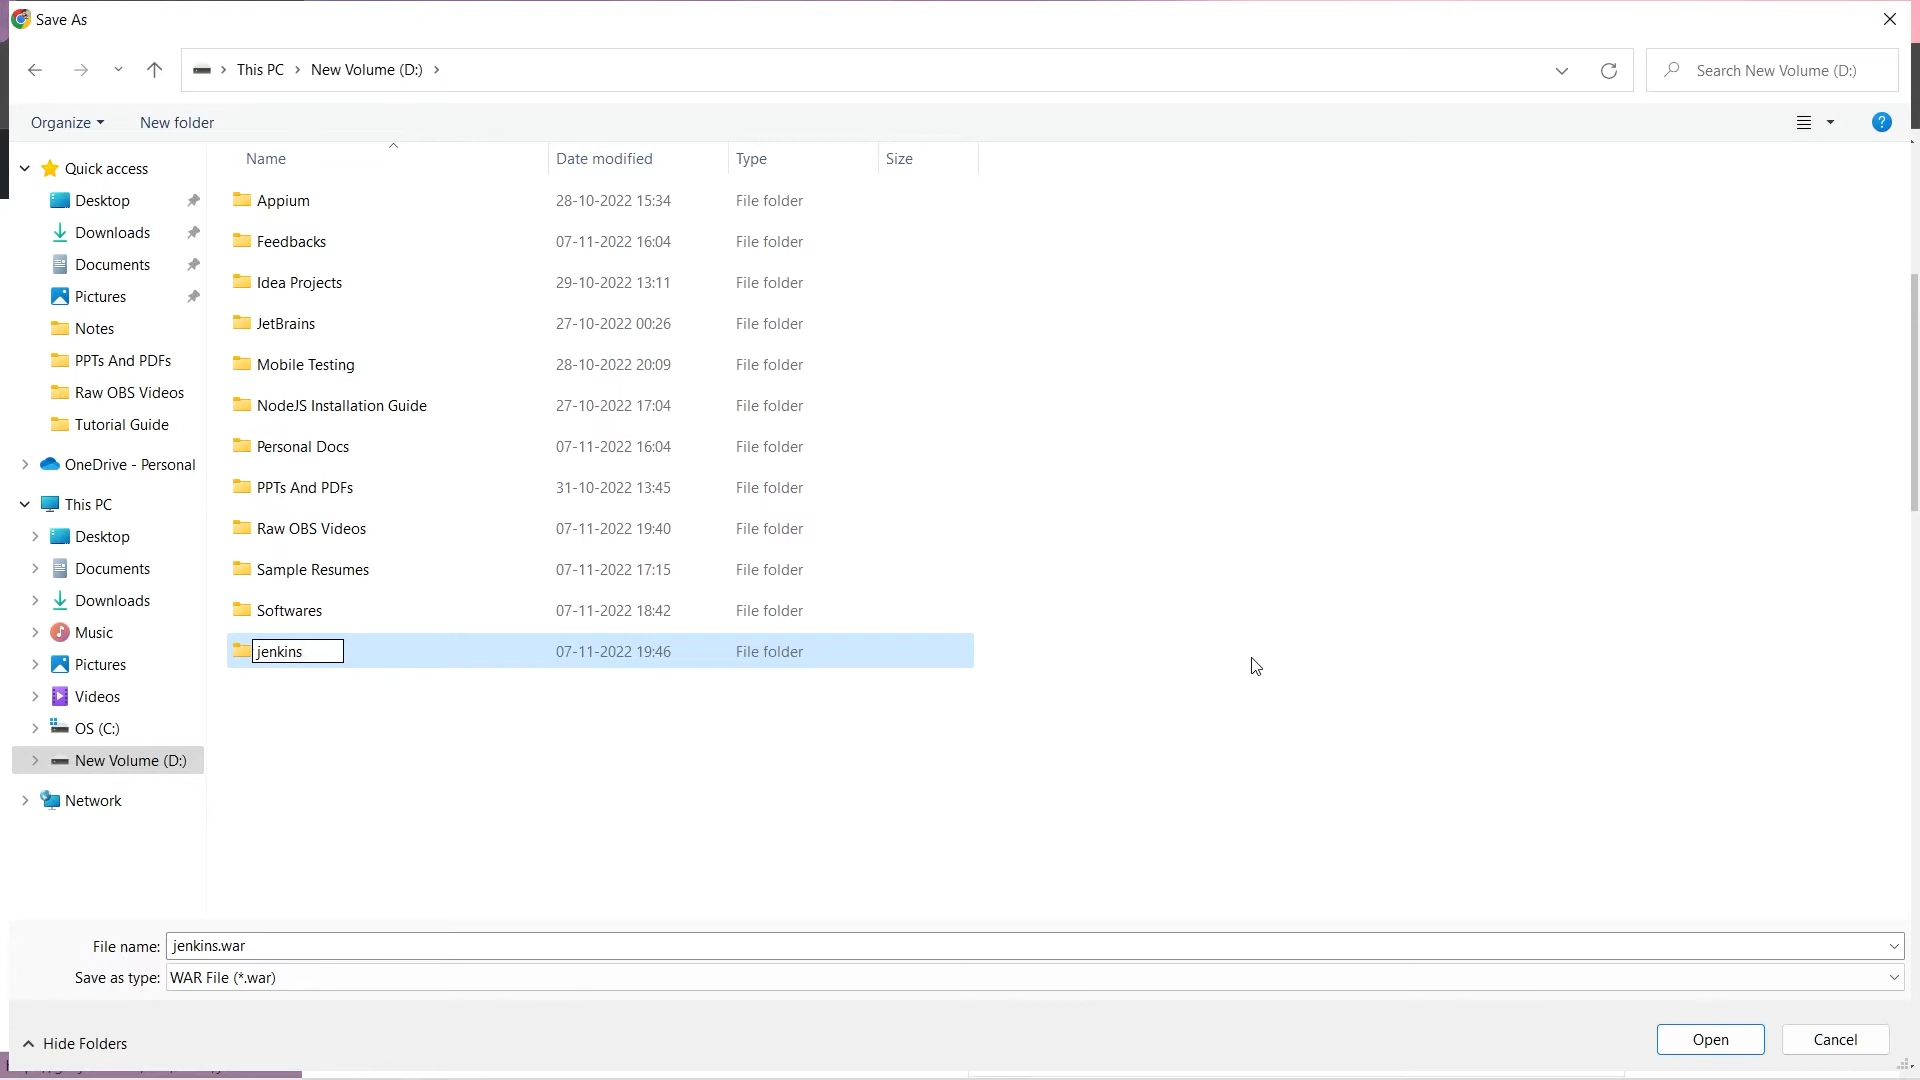 Save As
This PC > New Volume (D:) >
Search New Volume (D:)
Organize
New folder
Name
Date modified
Type
Size
Quick access
Desktop
Downloads
Documents
Pictures
Notes
PPTs And PDFs
Raw OBS Videos
Tutorial Guide
OneDrive - Personal
This PC
Desktop
Documents
Downloads
Music
Pictures
Videos
OS (C:)
New Volume (D:)
Network
Appium 28-10-2022 15:34 File folder
Feedbacks 07-11-2022 16:04 File folder
Idea Projects 29-10-2022 13:11 File folder
JetBrains 27-10-2022 00:26 File folder
Mobile Testing 28-10-2022 20:09 File folder
NodeJS Installation Guide 27-10-2022 17:04 File folder
Personal Docs 07-11-2022 16:04 File folder
PPTs And PDFs 31-10-2022 13:45 File folder
Raw OBS Videos 07-11-2022 19:40 File folder
Sample Resumes 07-11-2022 17:15 File folder
Softwares 07-11-2022 18:42 File folder
jenkins 07-11-2022 19:46 File folder
File name: jenkins.war
Save as type: WAR File (*.war)
Hide Folders
Open
Cancel